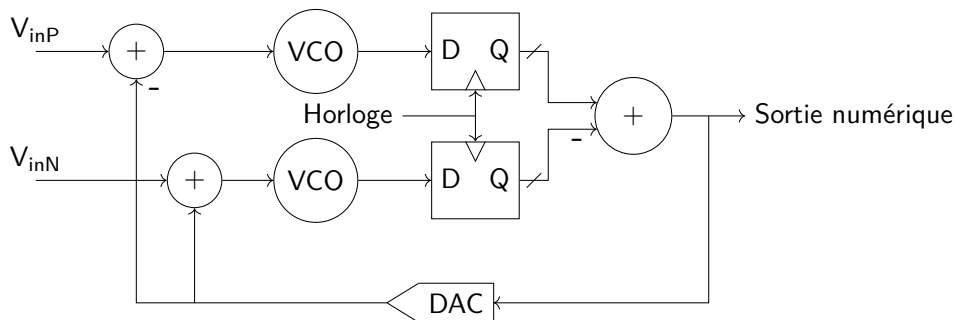 V_inP
+
VCO
D Q
-
Horloge
+
Sortie numérique
-
V_inN
+
VCO
D Q
DAC